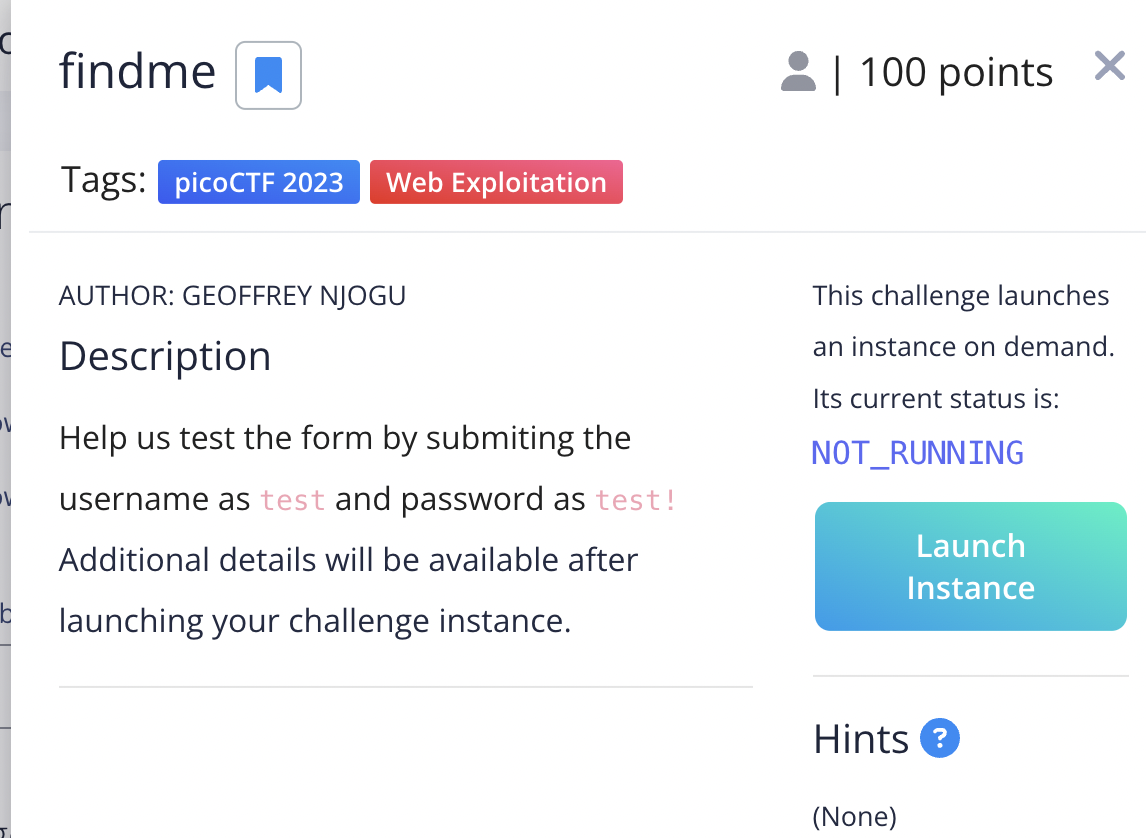 findme
| 100 points
Tags: picoCTF 2023 Web Exploitation
AUTHOR: GEOFFREY NJOGU
Description
Help us test the form by submiting the
username as test and password as test!
Additional details will be available after
launching your challenge instance.
This challenge launches
an instance on demand.
Its current status is:
NOT_RUNNING
Launch
Instance
Hints ?
(None)